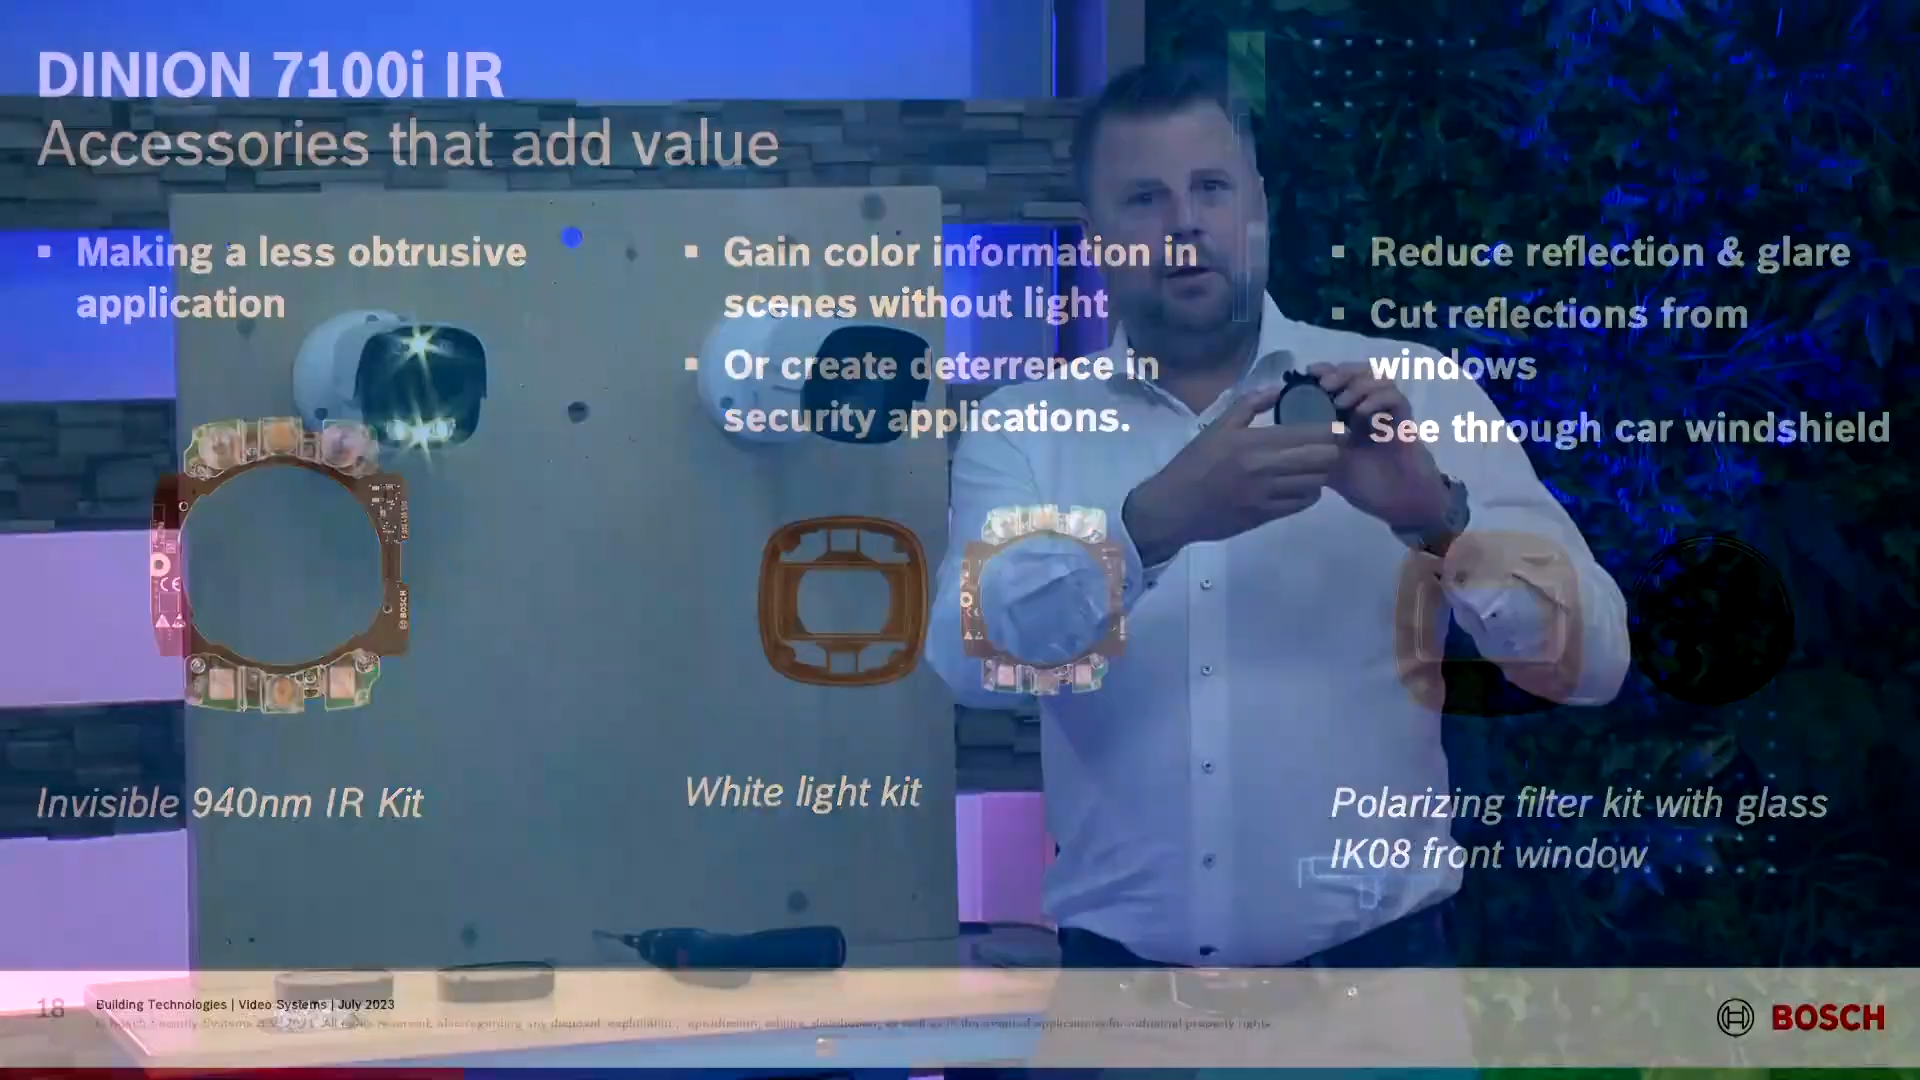 DINION 7100i IR
Accessories that add value
▪ Making a less obtrusive
application
▪ Gain color information in
scenes without light
▪ Or create deterrence in
security applications.
▪ Reduce reflection & glare
▪ Cut reflections from
windows
▪ See through car windshield
BOSCH
Invisible 940nm IR Kit
White light kit
Polarizing filter kit with glass
IK08 front window
18
Building Technologies | Video Systems | July 2023
BOSCH